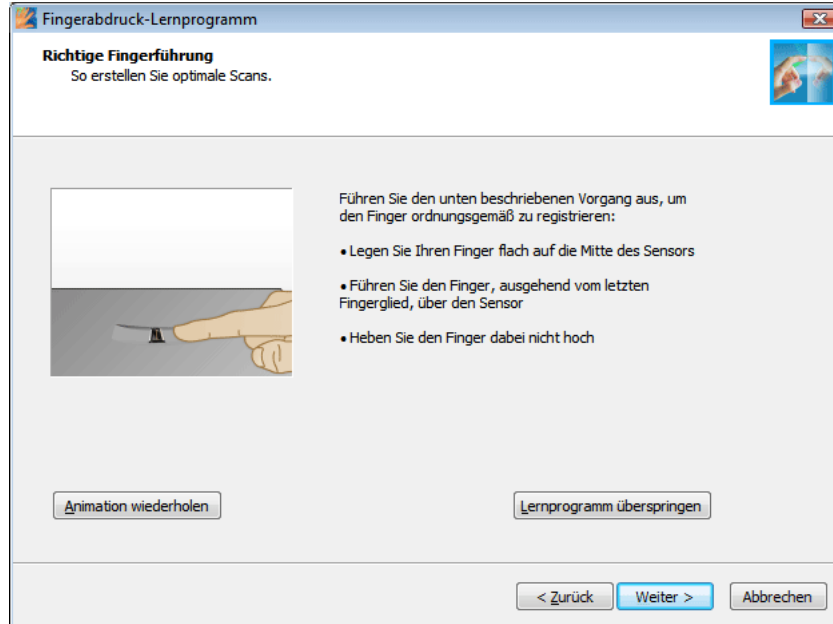 Fingerabdruck-Lernprogramm
Richtige Fingerführung
So erstellen Sie optimale Scans.
Führen Sie den unten beschriebenen Vorgang aus, um
den Finger ordnungsgemäß zu registrieren:
• Legen Sie Ihren Finger flach auf die Mitte des Sensors
• Führen Sie den Finger, ausgehend vom letzten
Fingerglied, über den Sensor
• Heben Sie den Finger dabei nicht hoch
Animation wiederholen
Lernprogramm überspringen
< Zurück
Weiter >
Abbrechen